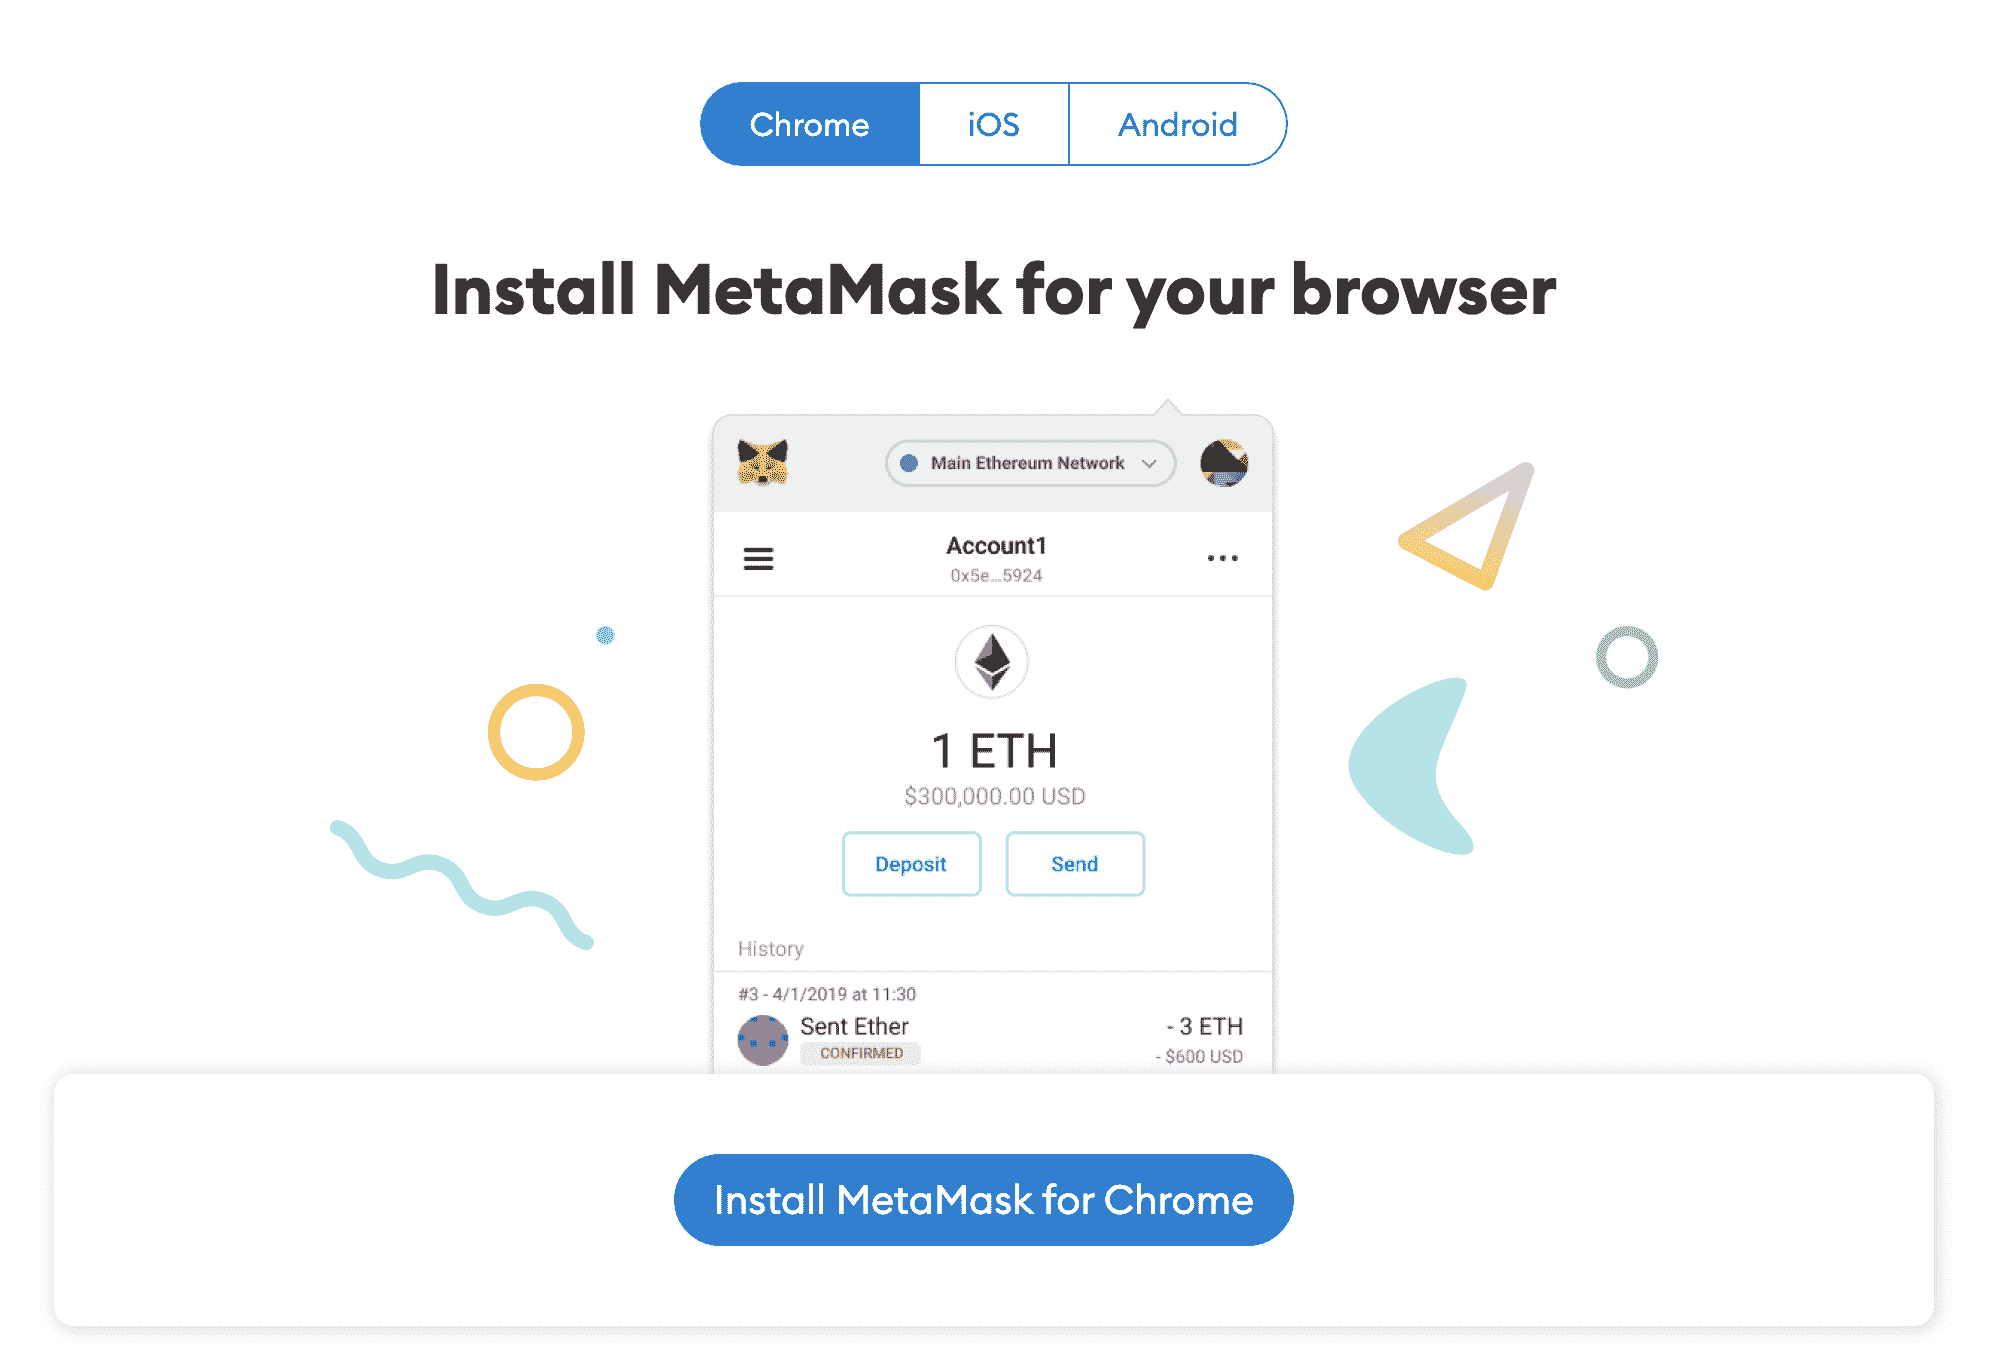 Chrome iOS Android
Install MetaMask for your browser
Main Ethereum Network
Account1
0x5e...5924
1 ETH
$300,000.00 USD
Deposit Send
History
#3 - 4/1/2019 at 11:30
Sent Ether - 3 ETH
CONFIRMED - $600 USD
Install MetaMask for Chrome